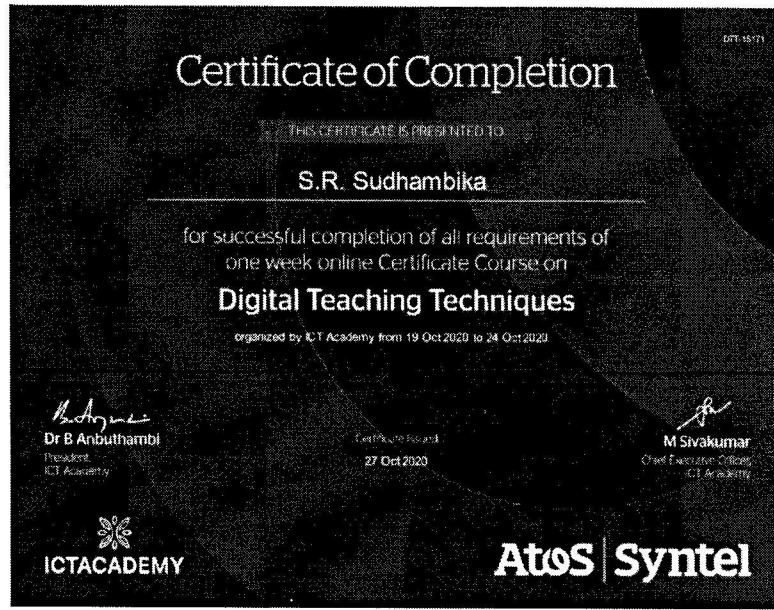 DTT-15171
Certificate of Completion
THIS CERTIFICATE IS PRESENTED TO
S.R. Sudhambika
for successful completion of all requirements of
one week online Certificate Course on
Digital Teaching Techniques
organized by ICT Academy from 19 Oct 2020 to 24 Oct 2020
Dr B Anbuthambi
President
ICT Academy
Certificate Issued
27 Oct 2020
M Sivakumar
Chief Executive Officer
ICT Academy
ICTACADEMY
Atos Syntel